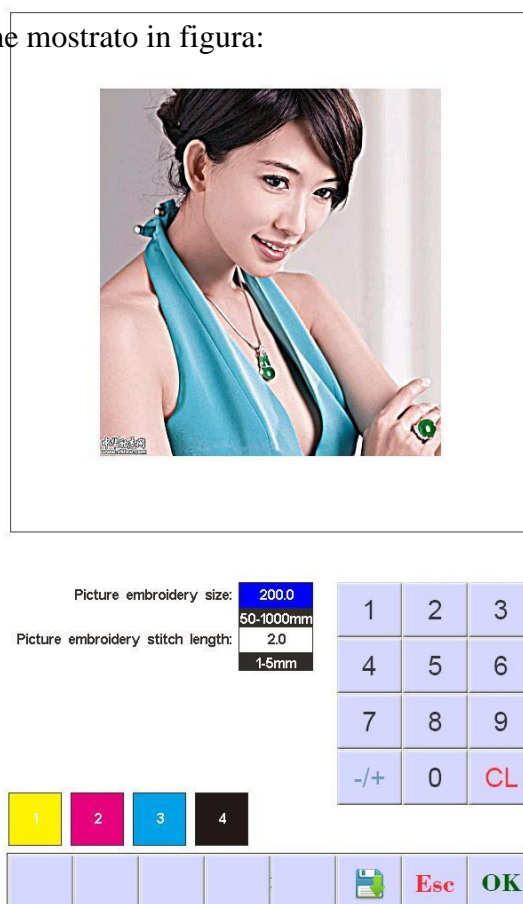 ne mostrato in figura:
Picture embroidery size: 200.0
50-1000mm
Picture embroidery stitch length: 2.0
1-5mm
1 2 3
4 5 6
7 8 9
-/+ 0 CL
1 2 3 4
Esc OK